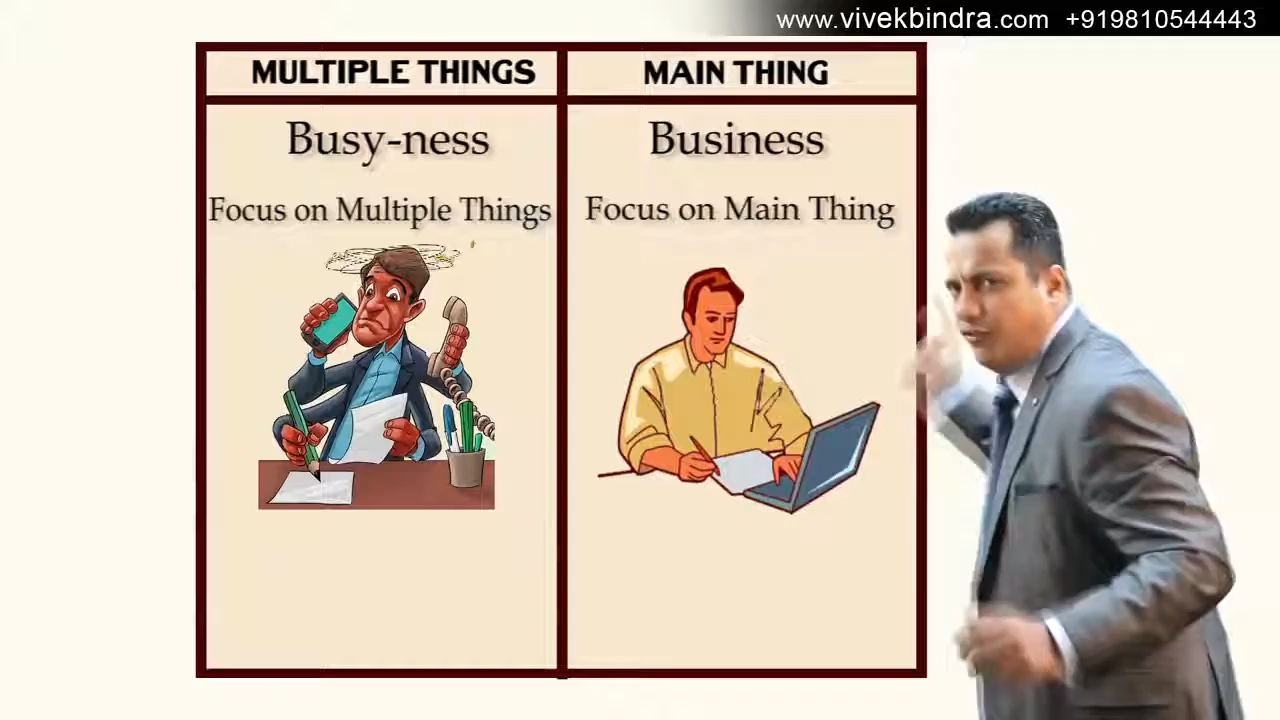 www.vivekbindra.com +919810544443
MULTIPLE THINGS
MAIN THING
Busy-ness
Business
Focus on Multiple Things
Focus on Main Thing